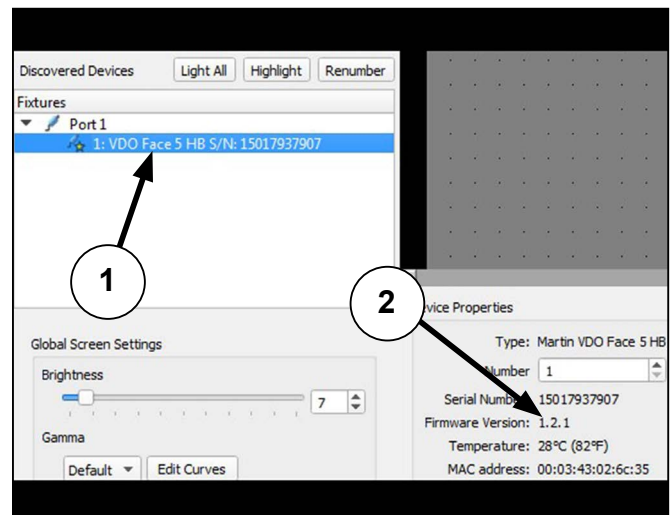 Discovered Devices Light All Highlight Renumber
Fixtures
Port 1
1: VDO Face 5 HB S/N: 15017937907
1
2
Global Screen Settings
Brightness
7
Gamma
Default Edit Curves
vice Properties
Type: Martin VDO Face 5 HB
Number 1
Serial Numb 15017937907
Firmware Version: 1.2.1
Temperature: 28°C (82°F)
MAC address: 00:03:43:02:6c:35